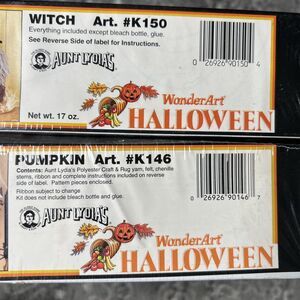 WITCH Art. #K150
Everything included except bleach bottle, glue.
See Reverse Side of label for Instructions.
AUNT LYDIA'S
Net wt. 17 oz.
0 26926 90150 4
WonderArt
HALLOWEEN
PUMPKIN Art. #K146
Contents: Aunt Lydia's Polyester Craft & Rug yarn, felt, chenille
stems, ribbon and complete instructions included on reverse
side of label. Pattern pieces enclosed.
Ribbon subject to change
Kit does not include bleach bottle and glue.
AUNT LYDIA'S
0 26926 90146 7
WonderArt
HALLOWEEN